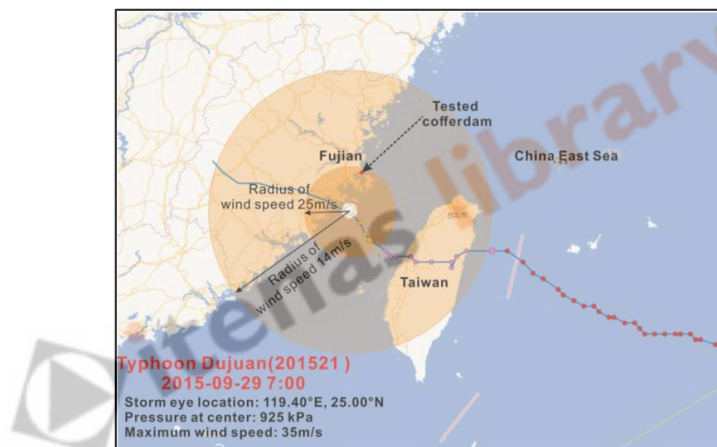 Tested
cofferdam
Fujian
China East Sea
Radius of
wind speed 25m/s
Radius of
wind speed 14m/s
Taiwan
Typhoon Dujuan(201521 )
2015-09-29 7:00
Storm eye location: 119.40°E, 25.00°N
Pressure at center: 925 kPa
Maximum wind speed: 35m/s
itenas library